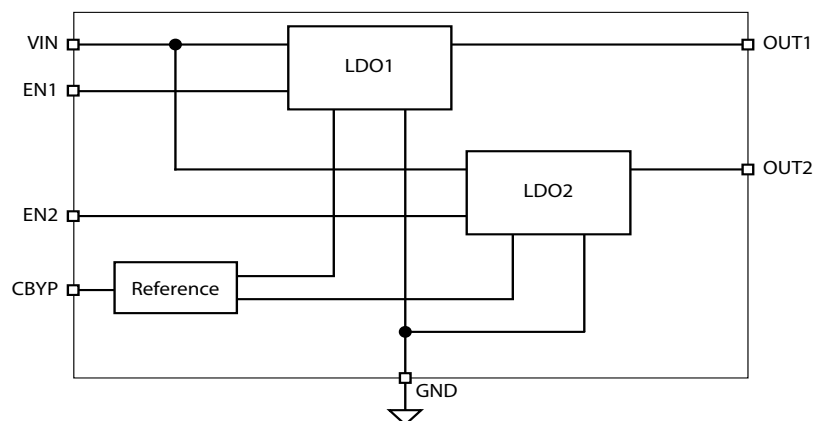 VIN
OUT1
LDO1
EN1
OUT2
LDO2
EN2
CBYP
Reference
GND